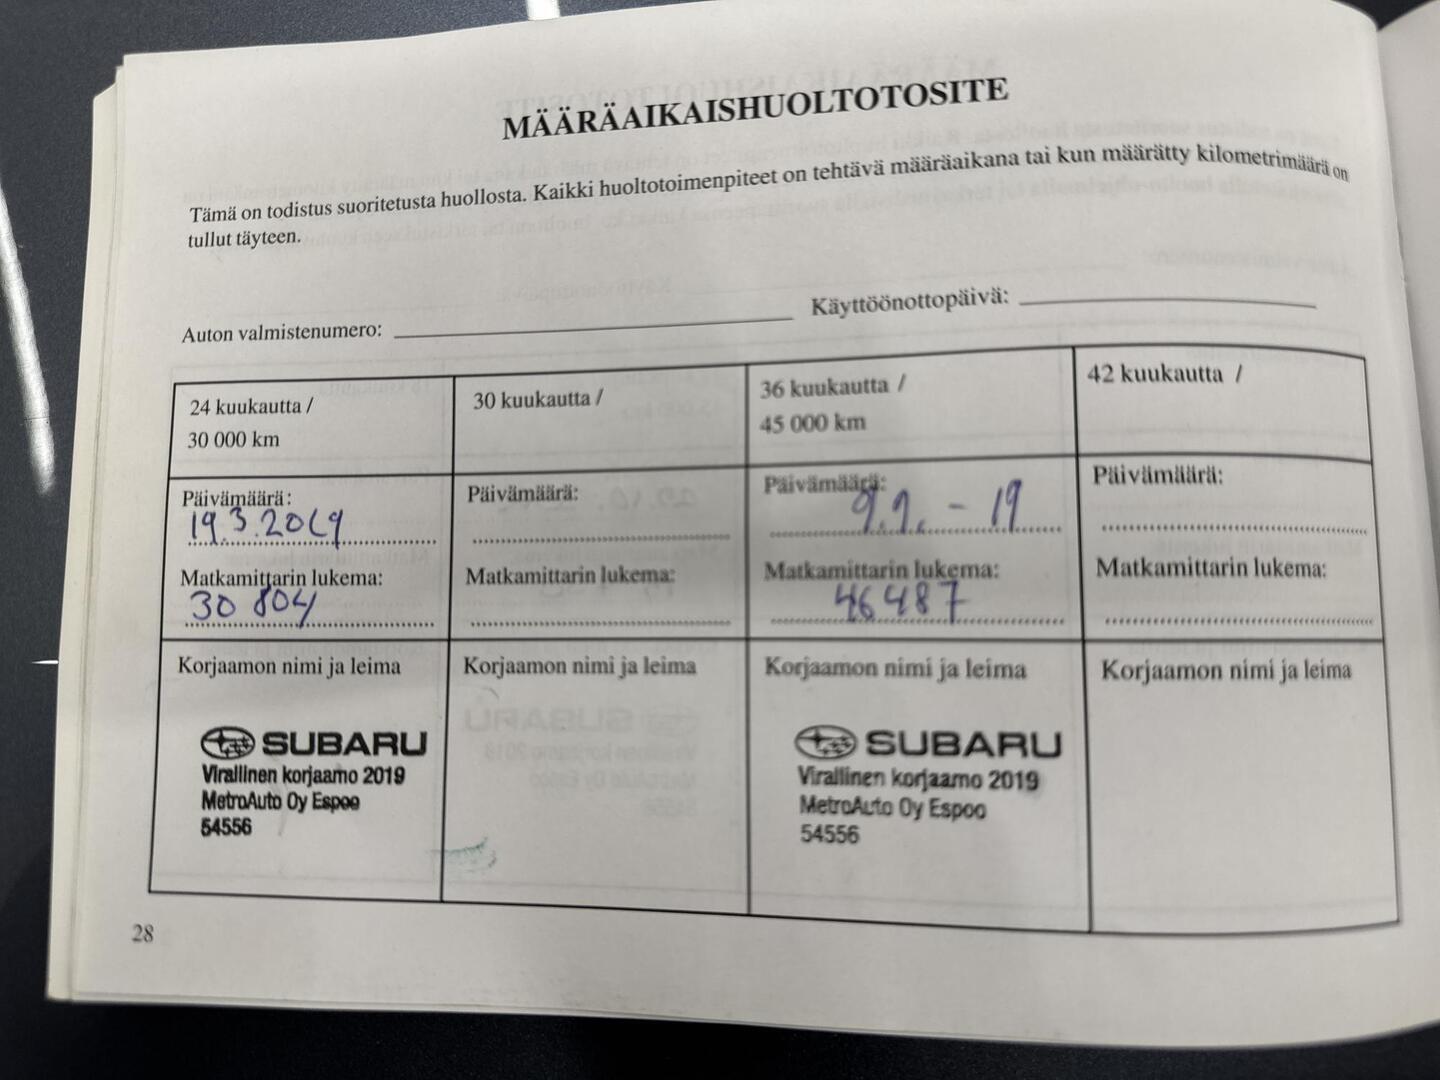 MÄÄRÄAIKAISHUOLTOTOSITE
Tämä on todistus suoritetusta huollosta. Kaikki huoltotoimenpiteet on tehtävä määräaikana tai kun määrätty kilometrimäärä on
tullut täyteen.
Auton valmistenumero:
Käyttöönottopäivä:
24 kuukautta /
30 000 km
Päivämäärä:
19.3.2019
Matkamittarin lukema:
30 804
Korjaamon nimi ja leima
SUBARU
Virallinen korjaamo 2019
MetroAuto Oy Espoo
54556
30 kuukautta /
Päivämäärä:
Matkamittarin lukema:
Korjaamon nimi ja leima
36 kuukautta /
45 000 km
Päivämäärä:
- 19
Matkamittarin lukema:
46487
Korjaamon nimi ja leima
SUBARU
Virallinen korjaamo 2019
MetroAuto Oy Espoo
54556
42 kuukautta /
Päivämäärä:
Matkamittarin lukema:
Korjaamon nimi ja leima
28